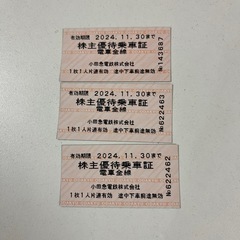 有効期限 2024.11.30まで
株主優待乗車証
電車全線
小田急電鉄株式会社
1枚1人片道有効 途中下車前途無効
№143687
有効期限 2024.11.30まで
株主優待乗車証
電車全線
小田急電鉄株式会社
1枚1人片道有効 途中下車前途無効
№622463
有効期限 2024.11.30まで
株主優待乗車証
電車全線
小田急電鉄株式会社
1枚1人片道有効 途中下車前途無効
№622462